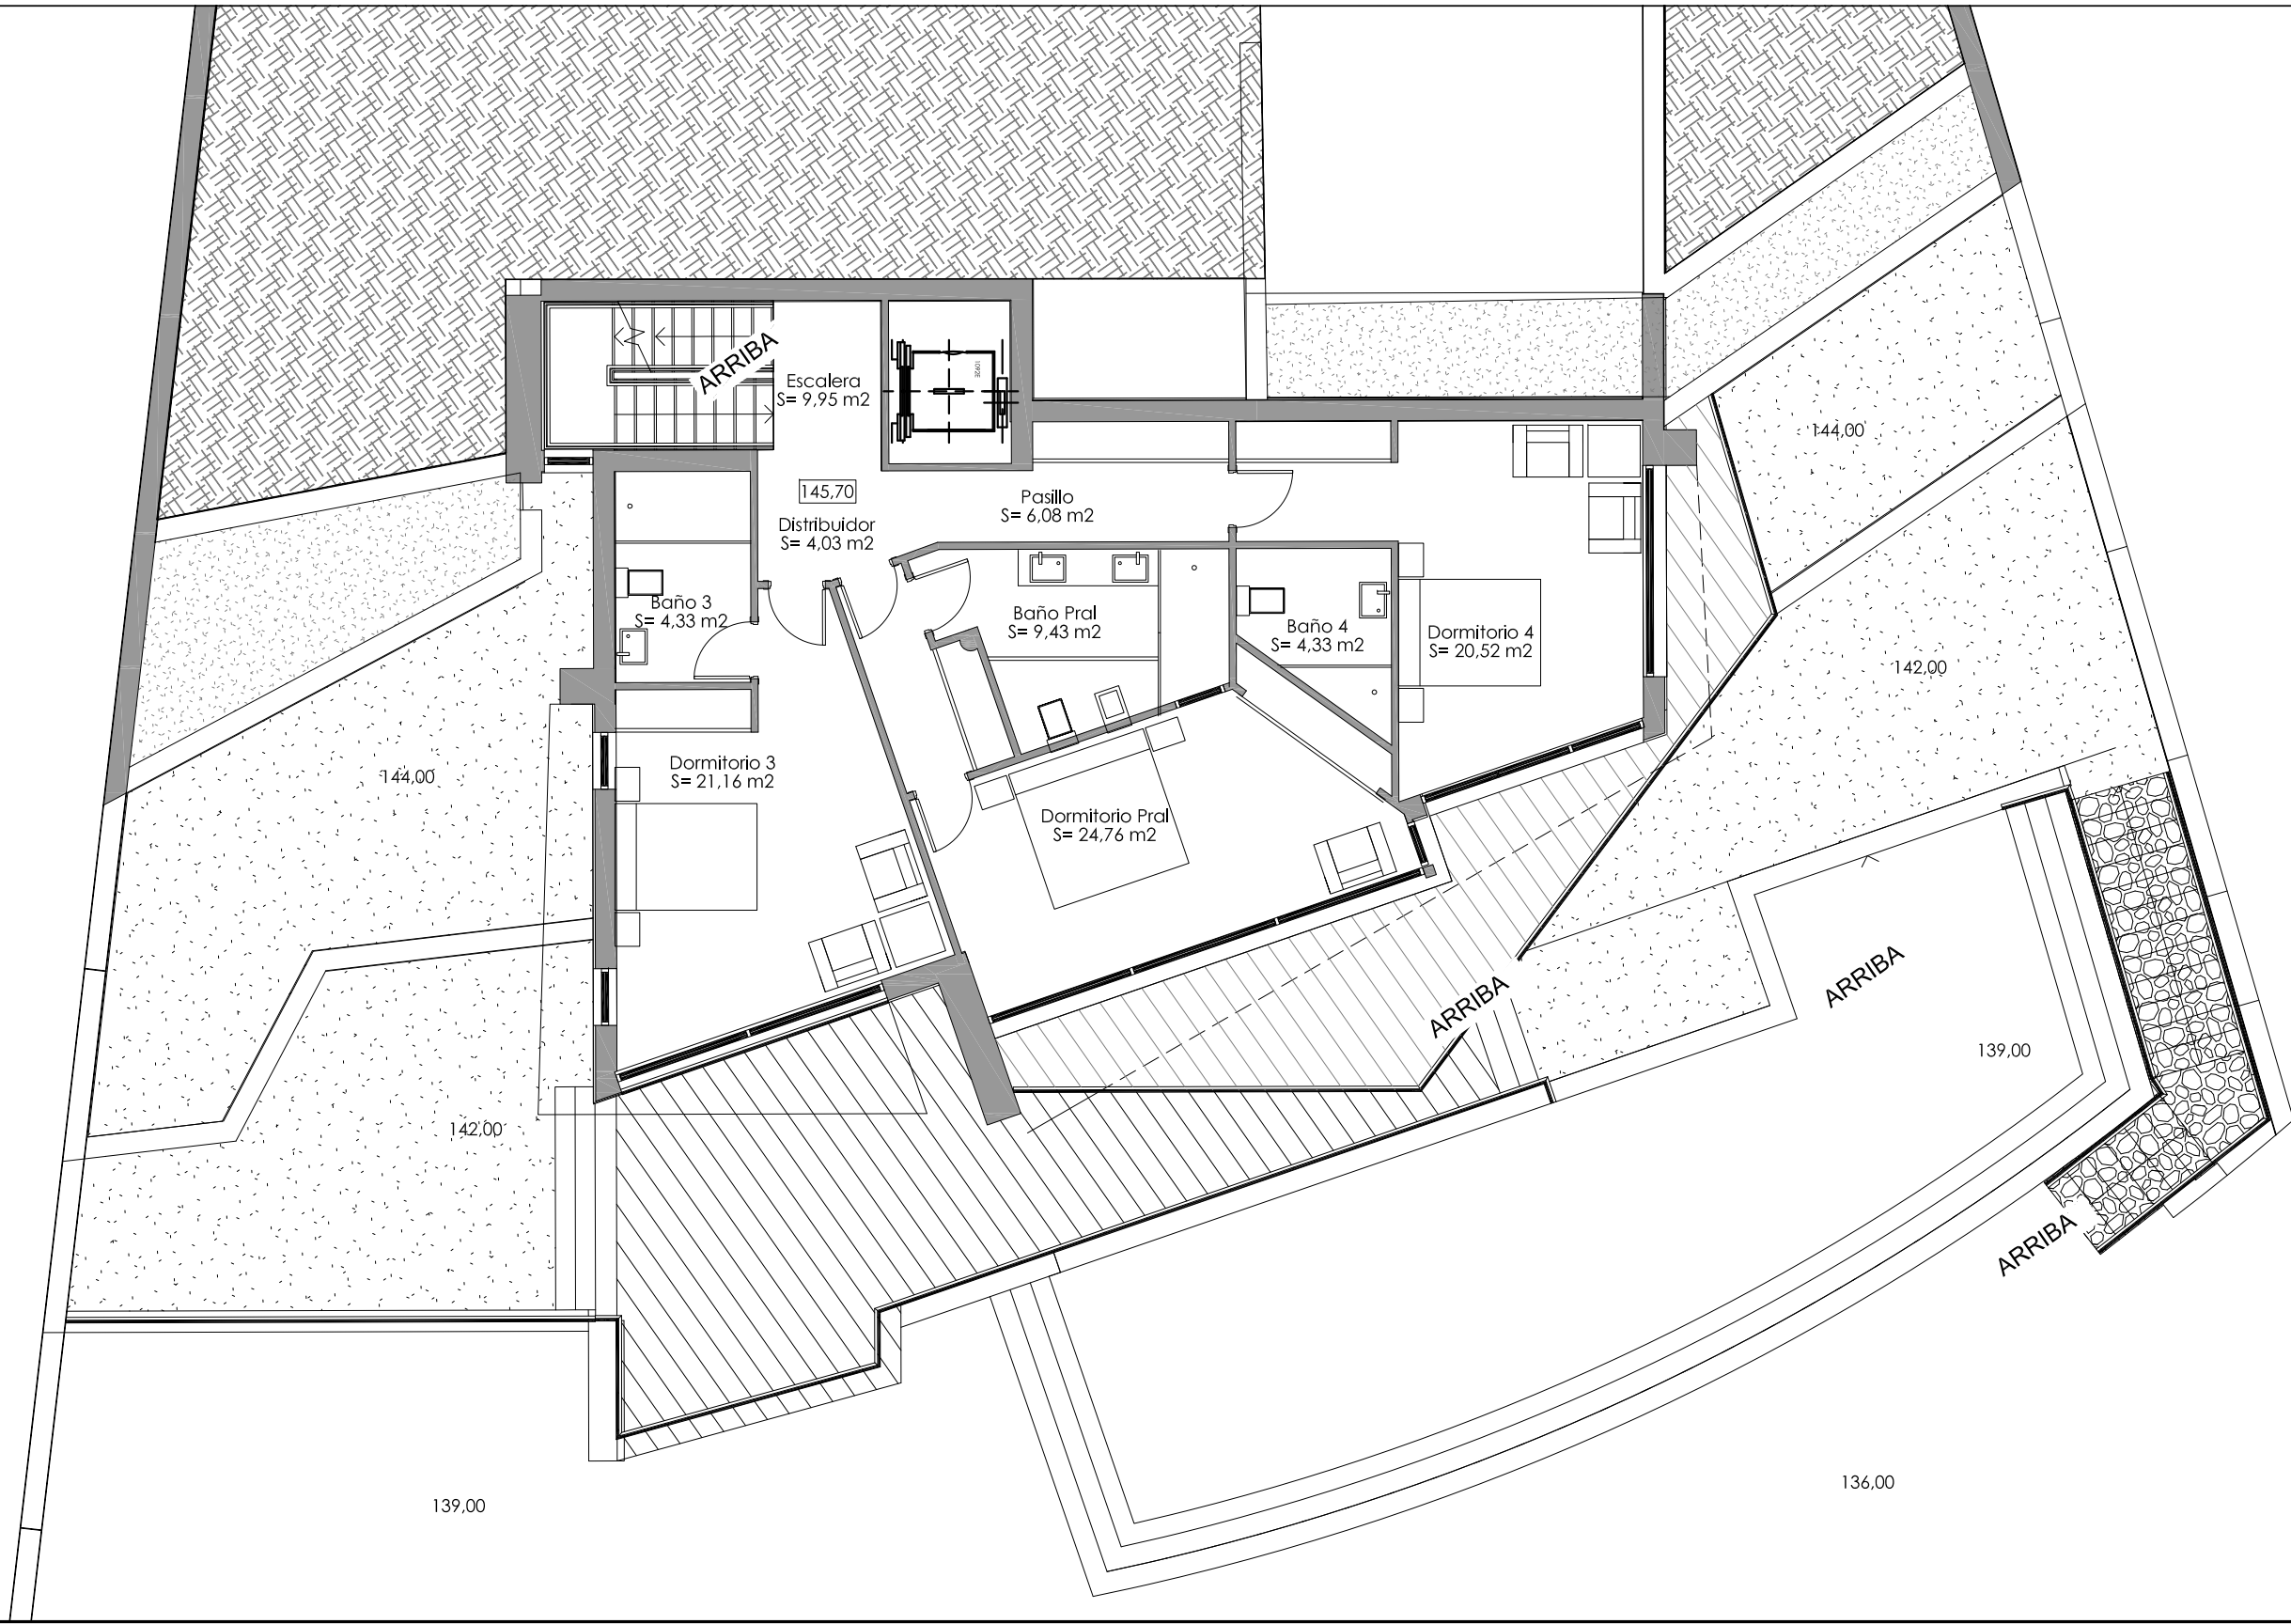 ARRIBA
Escalera
S= 9,95 m2
144,00
145,70
Pasillo
S= 6,08 m2
Distribuidor
S= 4,03 m2
Baño 3
S= 4,33 m2
Baño Pral
S= 9,43 m2
Baño 4
S= 4,33 m2
Dormitorio 4
S= 20,52 m2
142,00
144,00
Dormitorio 3
S= 21,16 m2
Dormitorio Pral
S= 24,76 m2
ARRIBA
ARRIBA
139,00
142,00
ARRIBA
136,00
139,00